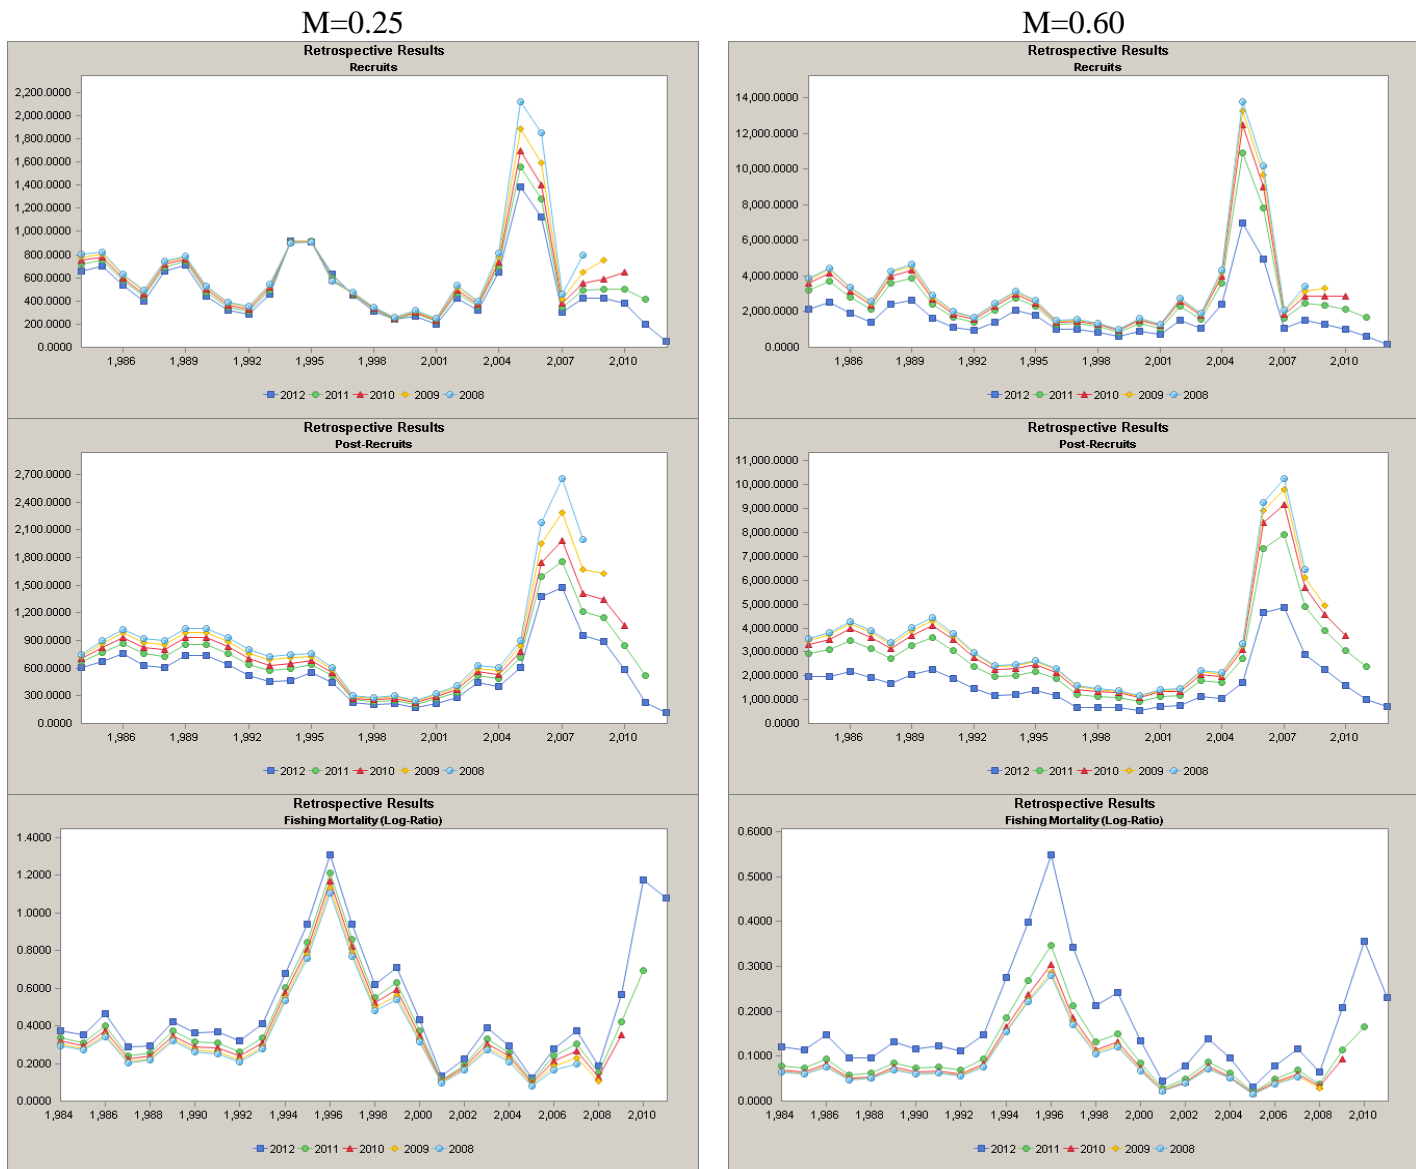 M=0.25
Retrospective Results
Recruits
2,200.0000
2,000.0000
1,800.0000
1,600.0000
1,400.0000
1,200.0000
1,000.0000
800.0000
600.0000
400.0000
200.0000
0.0000
1,986 1,989 1,992 1,995 1,998 2,001 2,004 2,007 2,010
2012 2011 2010 2009 2008
Retrospective Results
Post-Recruits
2,700.0000
2,400.0000
2,100.0000
1,800.0000
1,500.0000
1,200.0000
900.0000
600.0000
300.0000
0.0000
1,986 1,989 1,992 1,995 1,998 2,001 2,004 2,007 2,010
2012 2011 2010 2009 2008
Retrospective Results
Fishing Mortality (Log-Ratio)
1.4000
1.2000
1.0000
0.8000
0.6000
0.4000
0.2000
0.0000
1,984 1,986 1,988 1,990 1,992 1,994 1,996 1,998 2,000 2,002 2,004 2,006 2,008 2,010
2012 2011 2010 2009 2008
M=0.60
Retrospective Results
Recruits
14,000.0000
12,000.0000
10,000.0000
8,000.0000
6,000.0000
4,000.0000
2,000.0000
0.0000
1,986 1,989 1,992 1,995 1,998 2,001 2,004 2,007 2,010
2012 2011 2010 2009 2008
Retrospective Results
Post-Recruits
11,000.0000
10,000.0000
9,000.0000
8,000.0000
7,000.0000
6,000.0000
5,000.0000
4,000.0000
3,000.0000
2,000.0000
1,000.0000
0.0000
1,986 1,989 1,992 1,995 1,998 2,001 2,004 2,007 2,010
2012 2011 2010 2009 2008
Retrospective Results
Fishing Mortality (Log-Ratio)
0.6000
0.5000
0.4000
0.3000
0.2000
0.1000
0.0000
1,984 1,986 1,988 1,990 1,992 1,994 1,996 1,998 2,000 2,002 2,004 2,006 2,008 2,010
2012 2011 2010 2009 2008